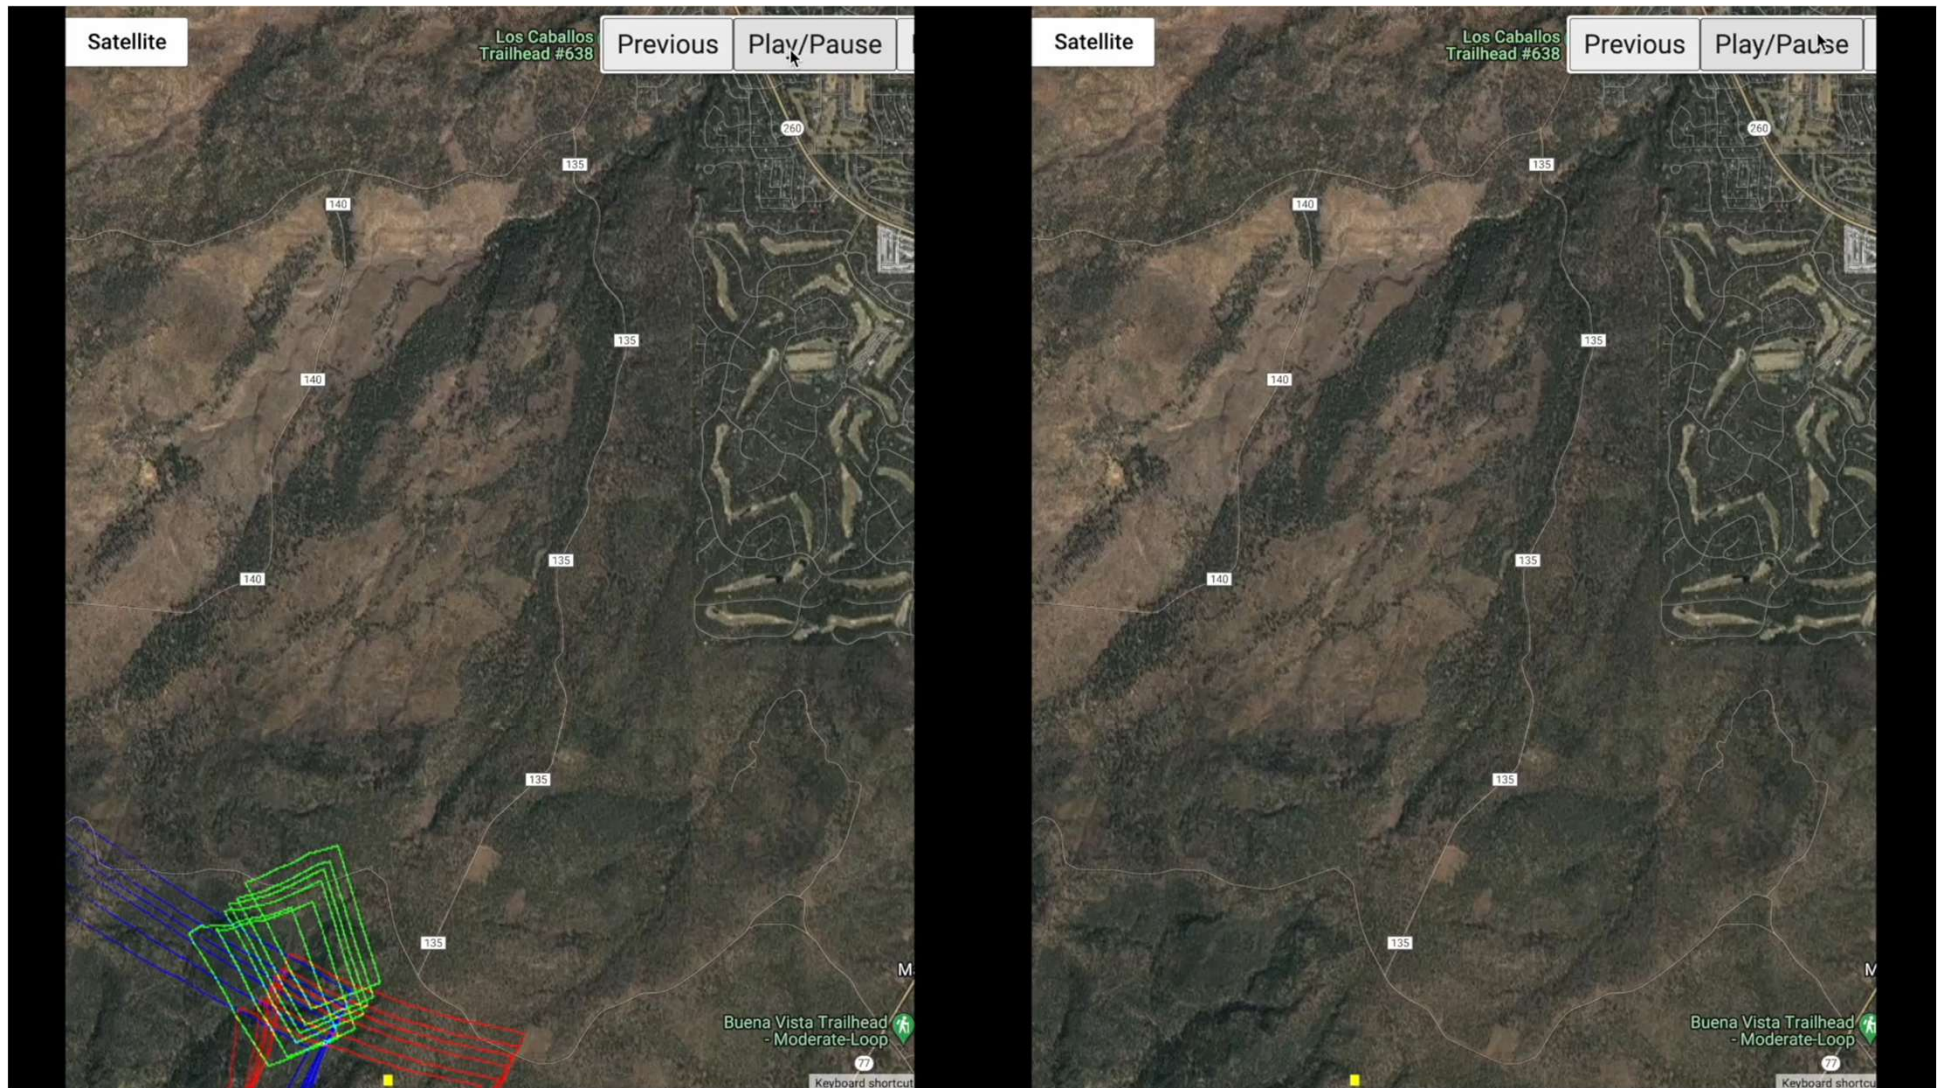 Satellite
Los Caballos
Trailhead #638
Previous
Play/Pause
260
135
140
135
140
135
140
135
135
M
Buena Vista Trailhead
- Moderate-Loop
77
Keyboard shortcut
Satellite
Los Caballos
Trailhead #638
Previous
Play/Pause
260
135
140
135
140
135
140
135
135
M
Buena Vista Trailhead
- Moderate-Loop
77
Keyboard shortcu